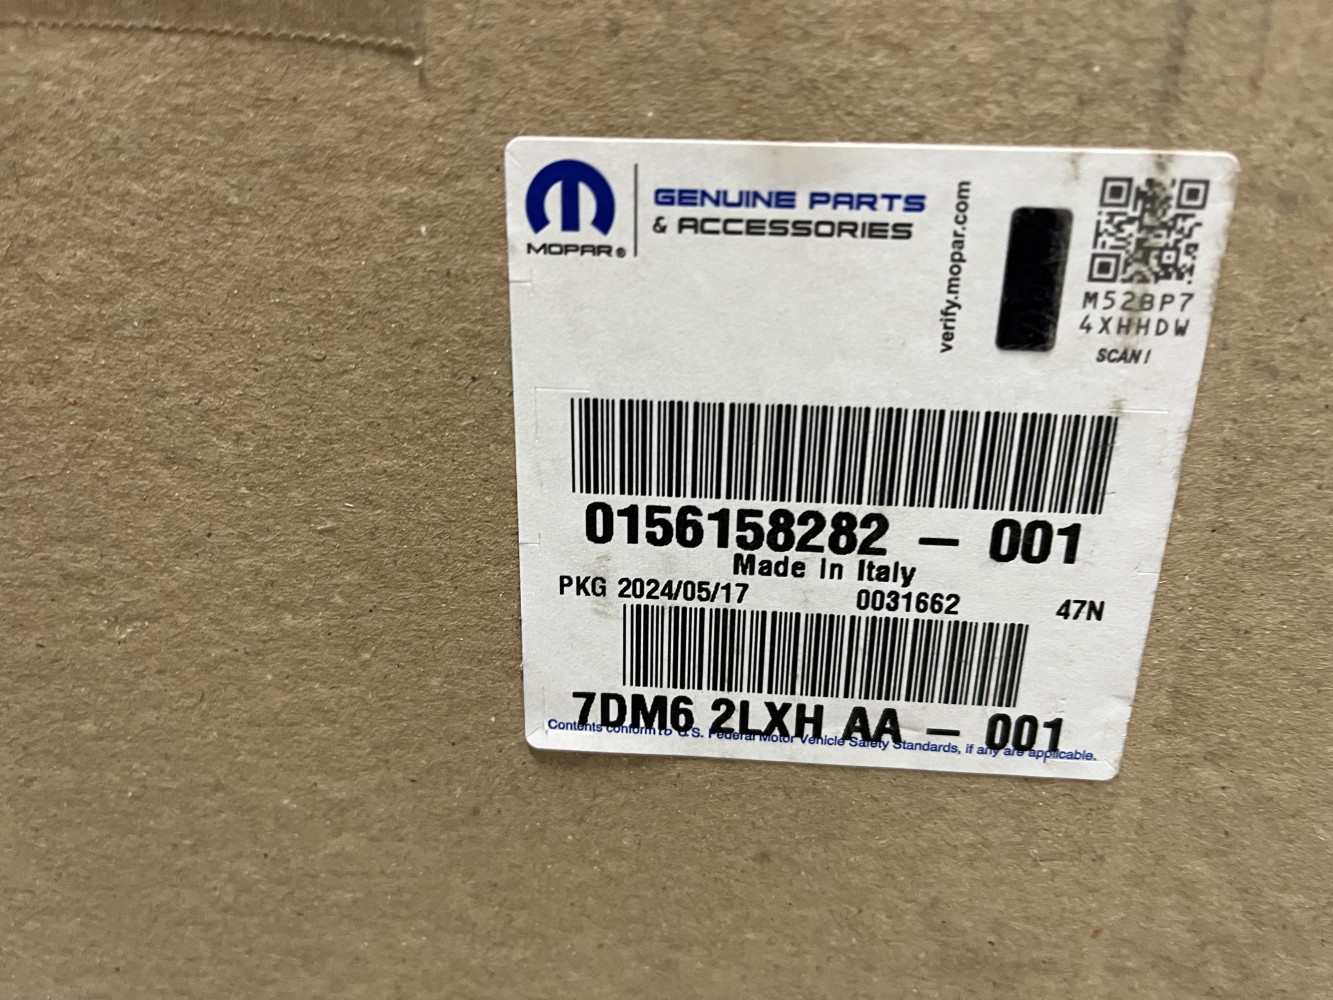 MOPAR®
GENUINE PARTS
& ACCESSORIES
verify.mopar.com
M52BP7
4XHHDW
SCAN!
0156158282 – 001
Made in Italy
PKG 2024/05/17 0031662 47N
7DM6 2LXH AA – 001
Contents conform to U.S. Federal Motor Vehicle Safety Standards, if any are applicable.